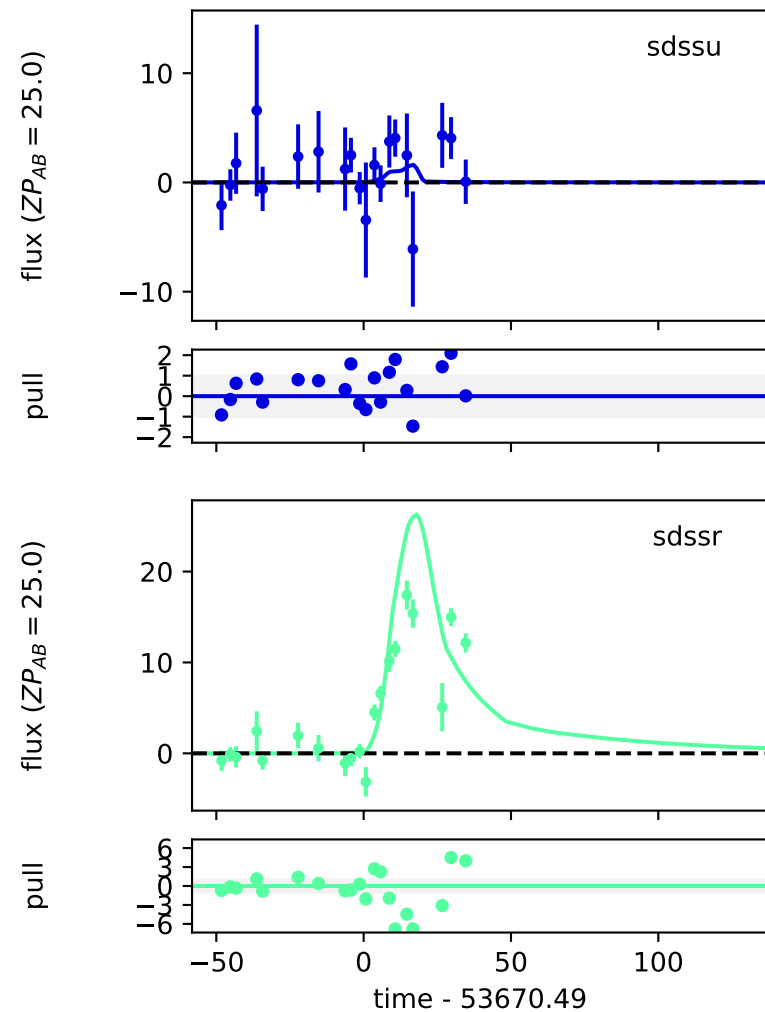 sdssu
flux ($ZP_{AB}$ = 25.0)
10
0
−10
pull
2
1
0
−1
−2
sdssr
flux ($ZP_{AB}$ = 25.0)
20
10
0
pull
6
3
0
−3
−6
−50 0 50 100
time - 53670.49